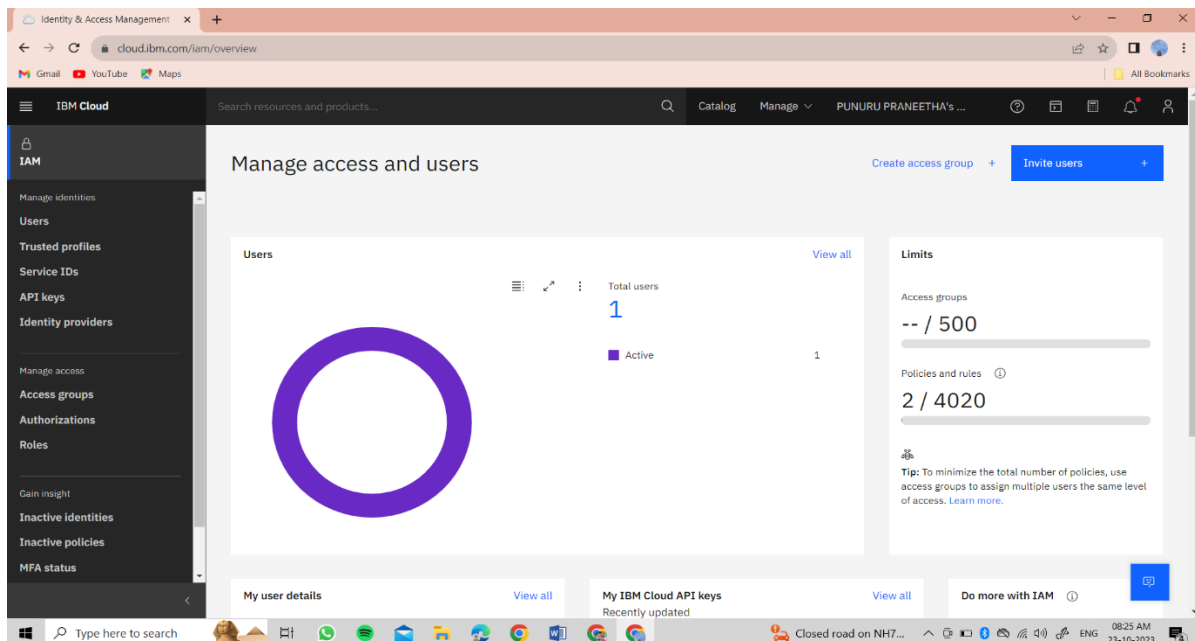 Identity & Access Management
cloud.ibm.com/iam/overview
Gmail YouTube Maps All Bookmarks
IBM Cloud Search resources and products... Catalog Manage PUNURU PRANEETHA's ...
IAM
Manage identities
Users
Trusted profiles
Service IDs
API keys
Identity providers
Manage access
Access groups
Authorizations
Roles
Gain insight
Inactive identities
Inactive policies
MFA status
Manage access and users
Create access group +
Invite users +
Users View all
Total users
1
Active 1
Limits
Access groups
-- / 500
Policies and rules
2 / 4020
Tip: To minimize the total number of policies, use
access groups to assign multiple users the same level
of access. Learn more.
My user details View all
My IBM Cloud API keys View all
Recently updated
Do more with IAM
Type here to search
Closed road on NH7... ENG
08:25 AM
23-10-2023